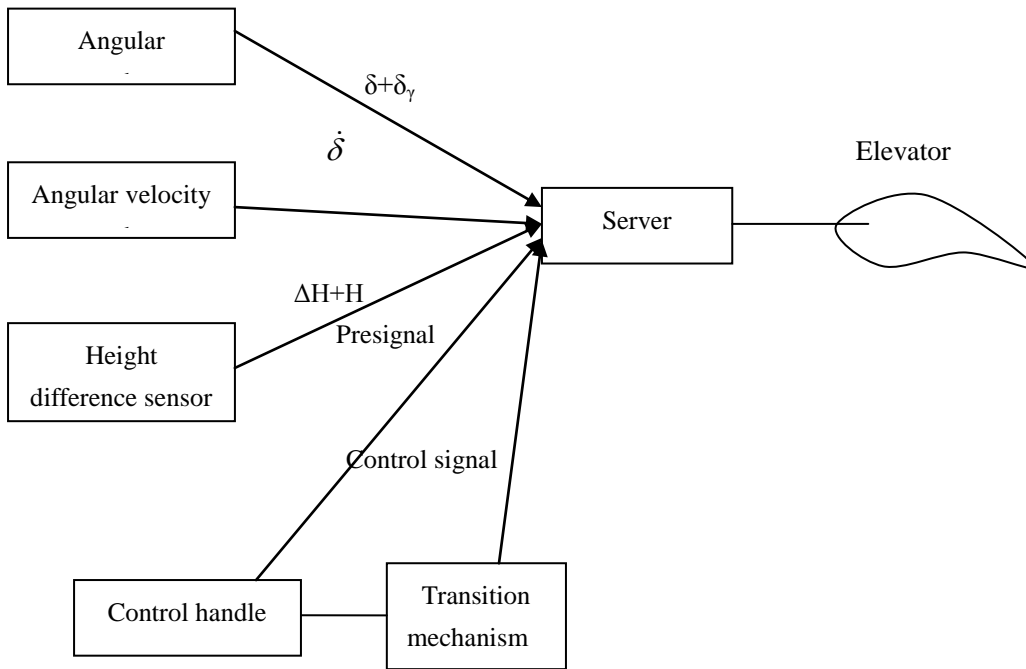 Angular
δ+δᵧ
δ̇
Elevator
Angular velocity
Server
ΔH+H
Presignal
Height
difference sensor
Control signal
Control handle
Transition
mechanism